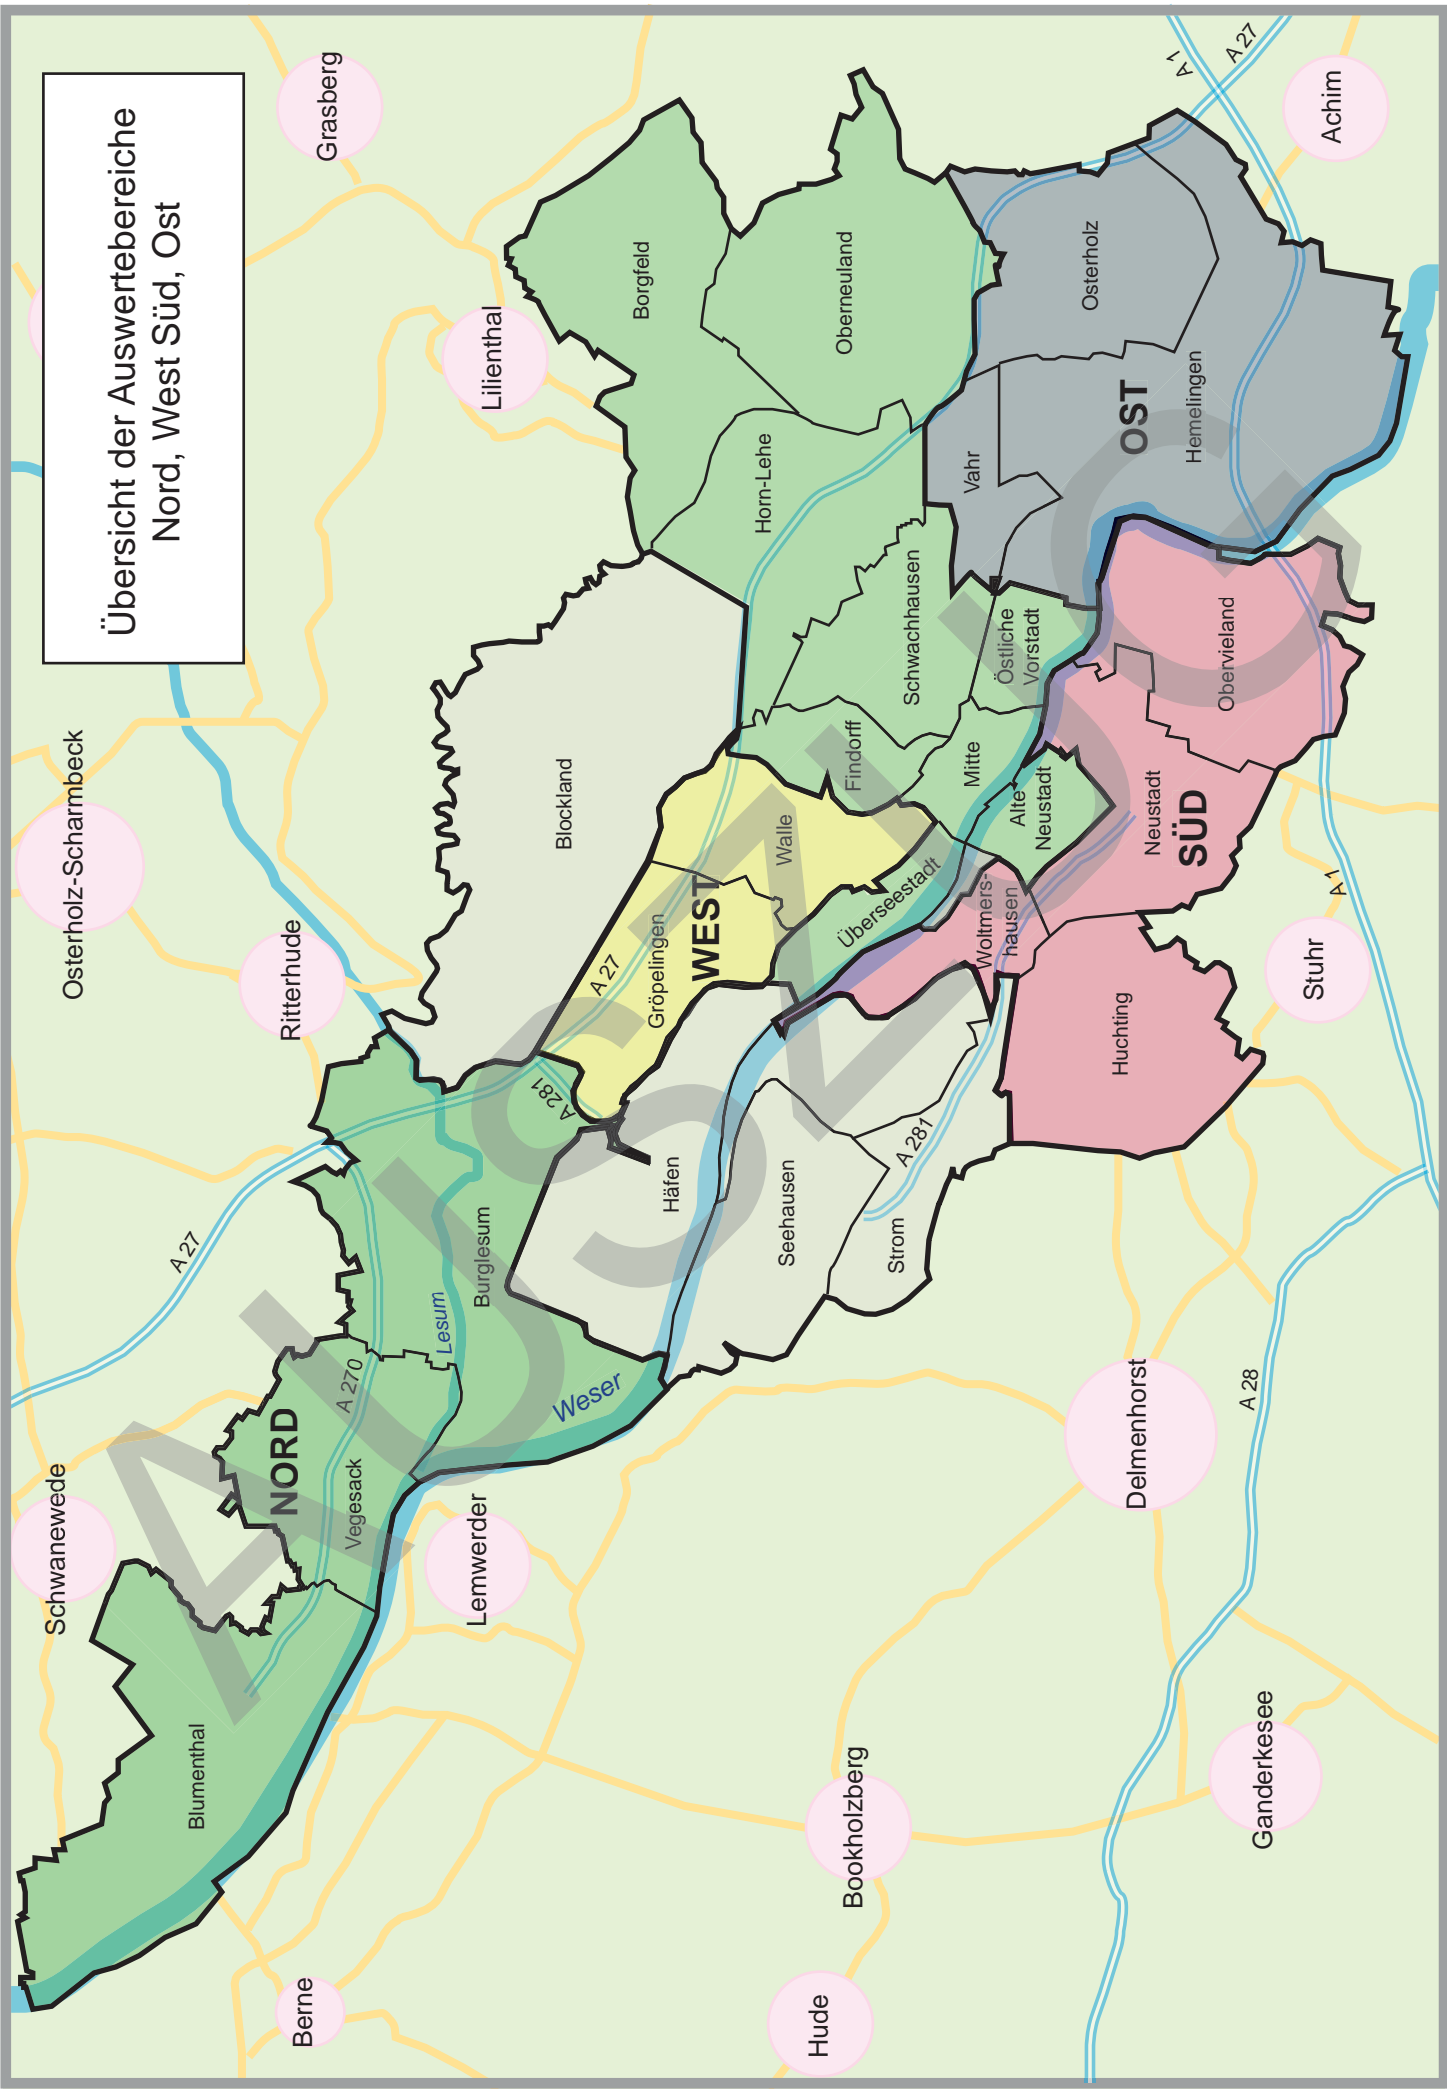 Übersicht der Auswertebereiche
Nord, West Süd, Ost
Grasberg
Osterholz-Scharmbeck
Ritterhude
Lilienthal
Schwanewede
Lemwerder
Berne
Hude
Bookholzberg
Ganderkesee
Delmenhorst
Stuhr
Achim
NORD
Blumenthal
Vegesack
Burglesum
Lesum
Weser
A 270
A 27
A 27
A 27
A 281
A 281
A 28
A 1
A 1
WEST
Gröpelingen
Walle
Blockland
Borgfeld
Oberneuland
Horn-Lehe
Schwachhausen
Findorff
Mitte
Östliche
Vorstadt
Alte
Neustadt
Überseestadt
Häfen
Seehausen
Strom
OST
Osterholz
Hemelingen
Vahr
SÜD
Neustadt
Obervieland
Huchting
Woltmers-
hausen
AUSZUG